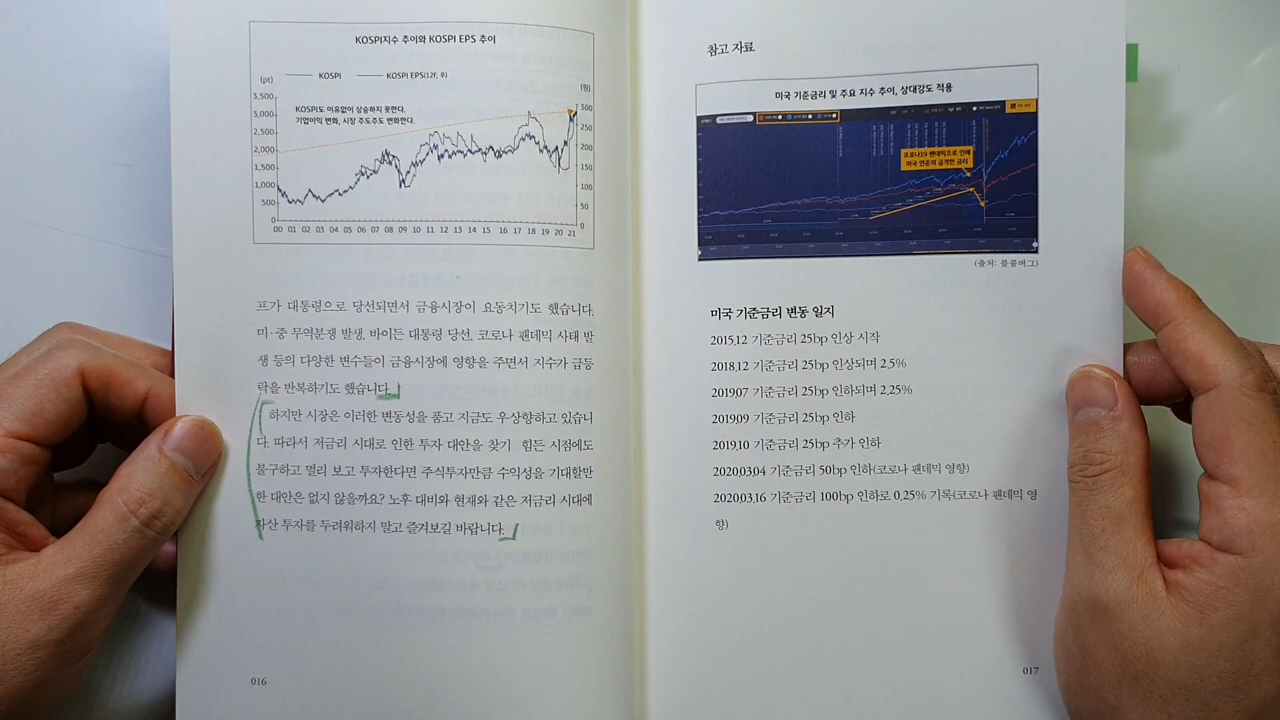 KOSPI지수 추이와 KOSPI EPS 추이
(pt)
KOSPI
KOSPI EPS(12f, 우)
(원)
KOSPI도 이유없이 상승하지 못한다.
기업이익 변화, 시장 주도주도 변화한다.
3,500
3,000
2,500
2,000
1,500
1,000
500
0
300
250
200
150
100
50
0
00 01 02 03 04 05 06 07 08 09 10 11 12 13 14 15 16 17 18 19 20 21
프가 대통령으로 당선되면서 금융시장이 요동치기도 했습니다.
미·중 무역분쟁 발생, 바이든 대통령 당선, 코로나 팬데믹 사태 발
생 등의 다양한 변수들이 금융시장에 영향을 주면서 지수가 급등
락을 반복하기도 했습니다.
하지만 시장은 이러한 변동성을 품고 지금도 우상향하고 있습니
다. 따라서 저금리 시대로 인한 투자 대안을 찾기 힘든 시점에도
불구하고 멀리 보고 투자한다면 주식투자만큼 수익성을 기대할만
한 대안은 없지 않을까요? 노후 대비와 현재와 같은 저금리 시대에
자산 투자를 두려워하지 말고 즐겨보길 바랍니다.
016
참고 자료
미국 기준금리 및 주요 지수 추이, 상대강도 적용
코로나19 팬데믹으로 인해
미국 연준의 급격한 금리
(출처: 블룸버그)
미국 기준금리 변동 일지
2015.12 기준금리 25bp 인상 시작
2018.12 기준금리 25bp 인상되며 2.5%
2019.07 기준금리 25bp 인하되며 2.25%
2019.09 기준금리 25bp 인하
2019.10 기준금리 25bp 추가 인하
2020.03.04 기준금리 50bp 인하(코로나 팬데믹 영향)
2020.03.16 기준금리 100bp 인하로 0.25% 기록(코로나 팬데믹 영
향)
017